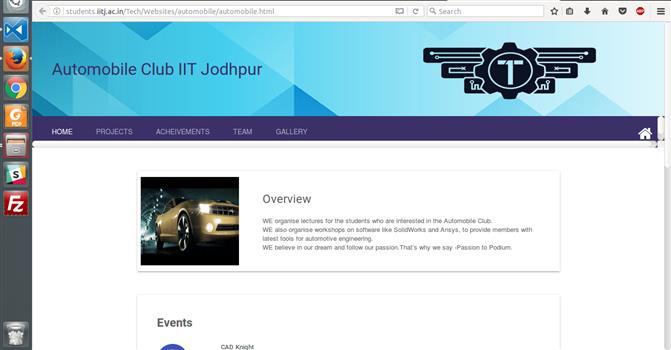 students.iitj.ac.in/Tech/Websites/automobile/automobile.html
Search
ABP
Automobile Club IIT Jodhpur
T
HOME PROJECTS ACHEIVEMENTS TEAM GALLERY
PDF
S
Fz
Overview
WE organise lectures for the students who are interested in the Automobile Club.
WE also organise workshops on software like SolidWorks and Ansys, to provide members with
latest tools for automotive engineering.
WE believe in our dream and follow our passion.That's why we say -Passion to Podium.
Events
CAD Knight